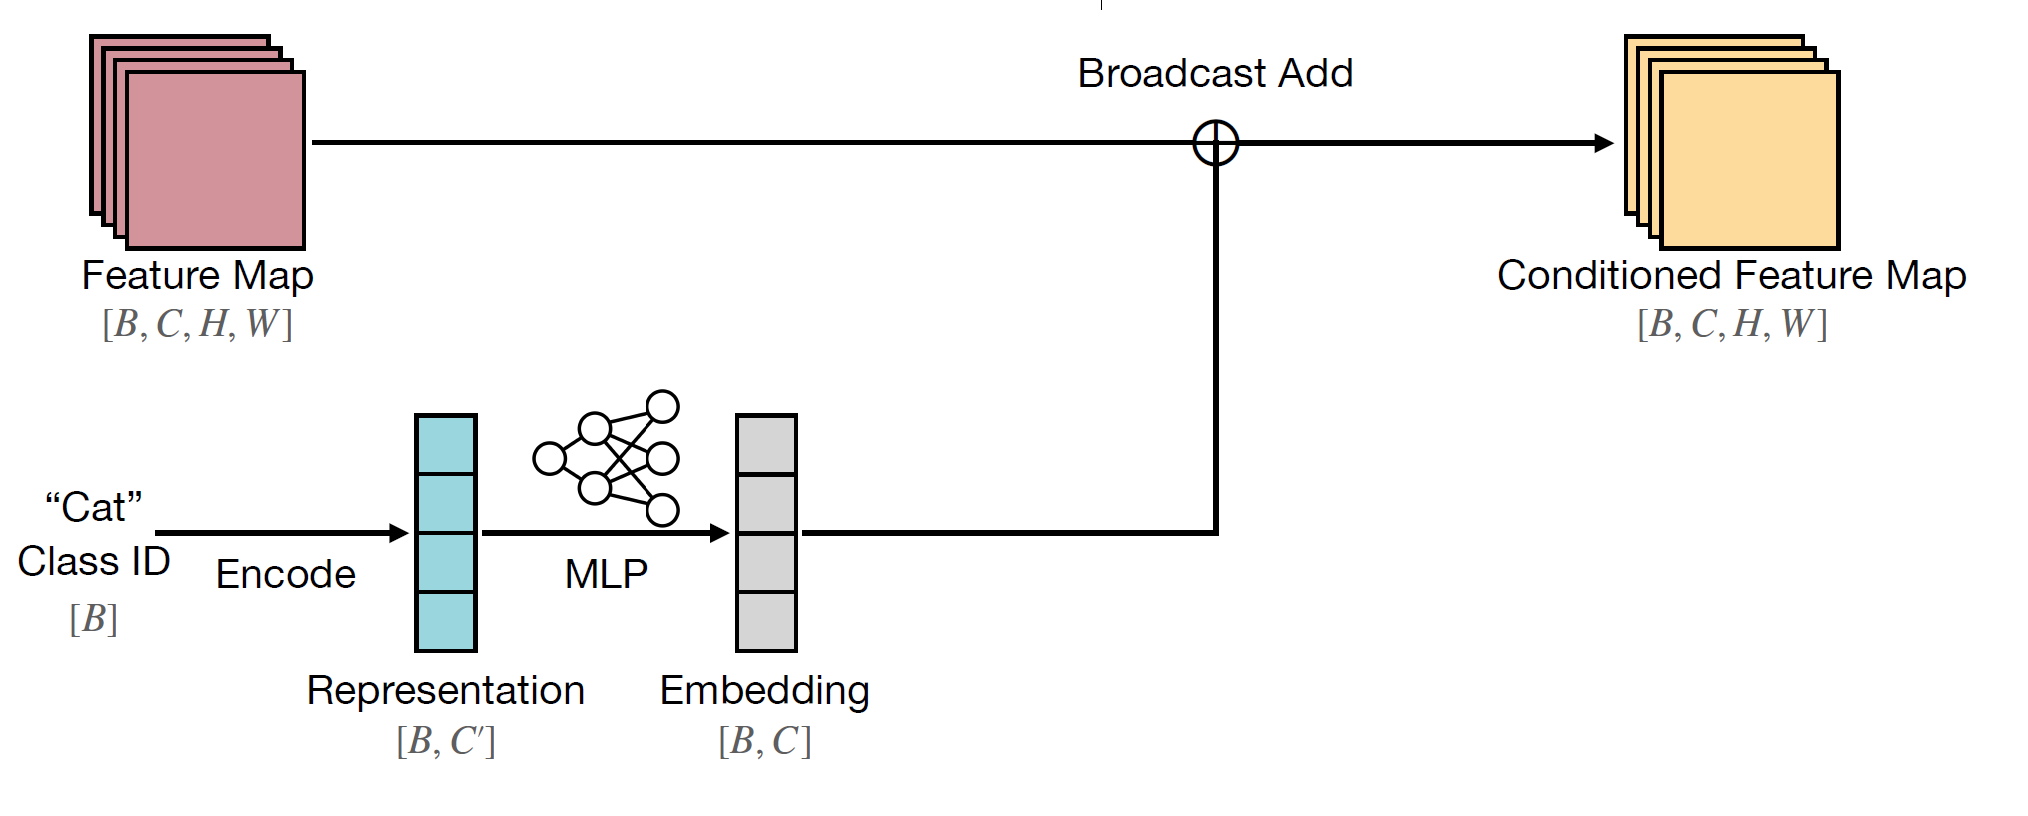 Broadcast Add
Feature Map
[B, C, H, W]
Conditioned Feature Map
[B, C, H, W]
“Cat”
Class ID
[B]
Encode
MLP
Representation
[B, C′]
Embedding
[B, C]